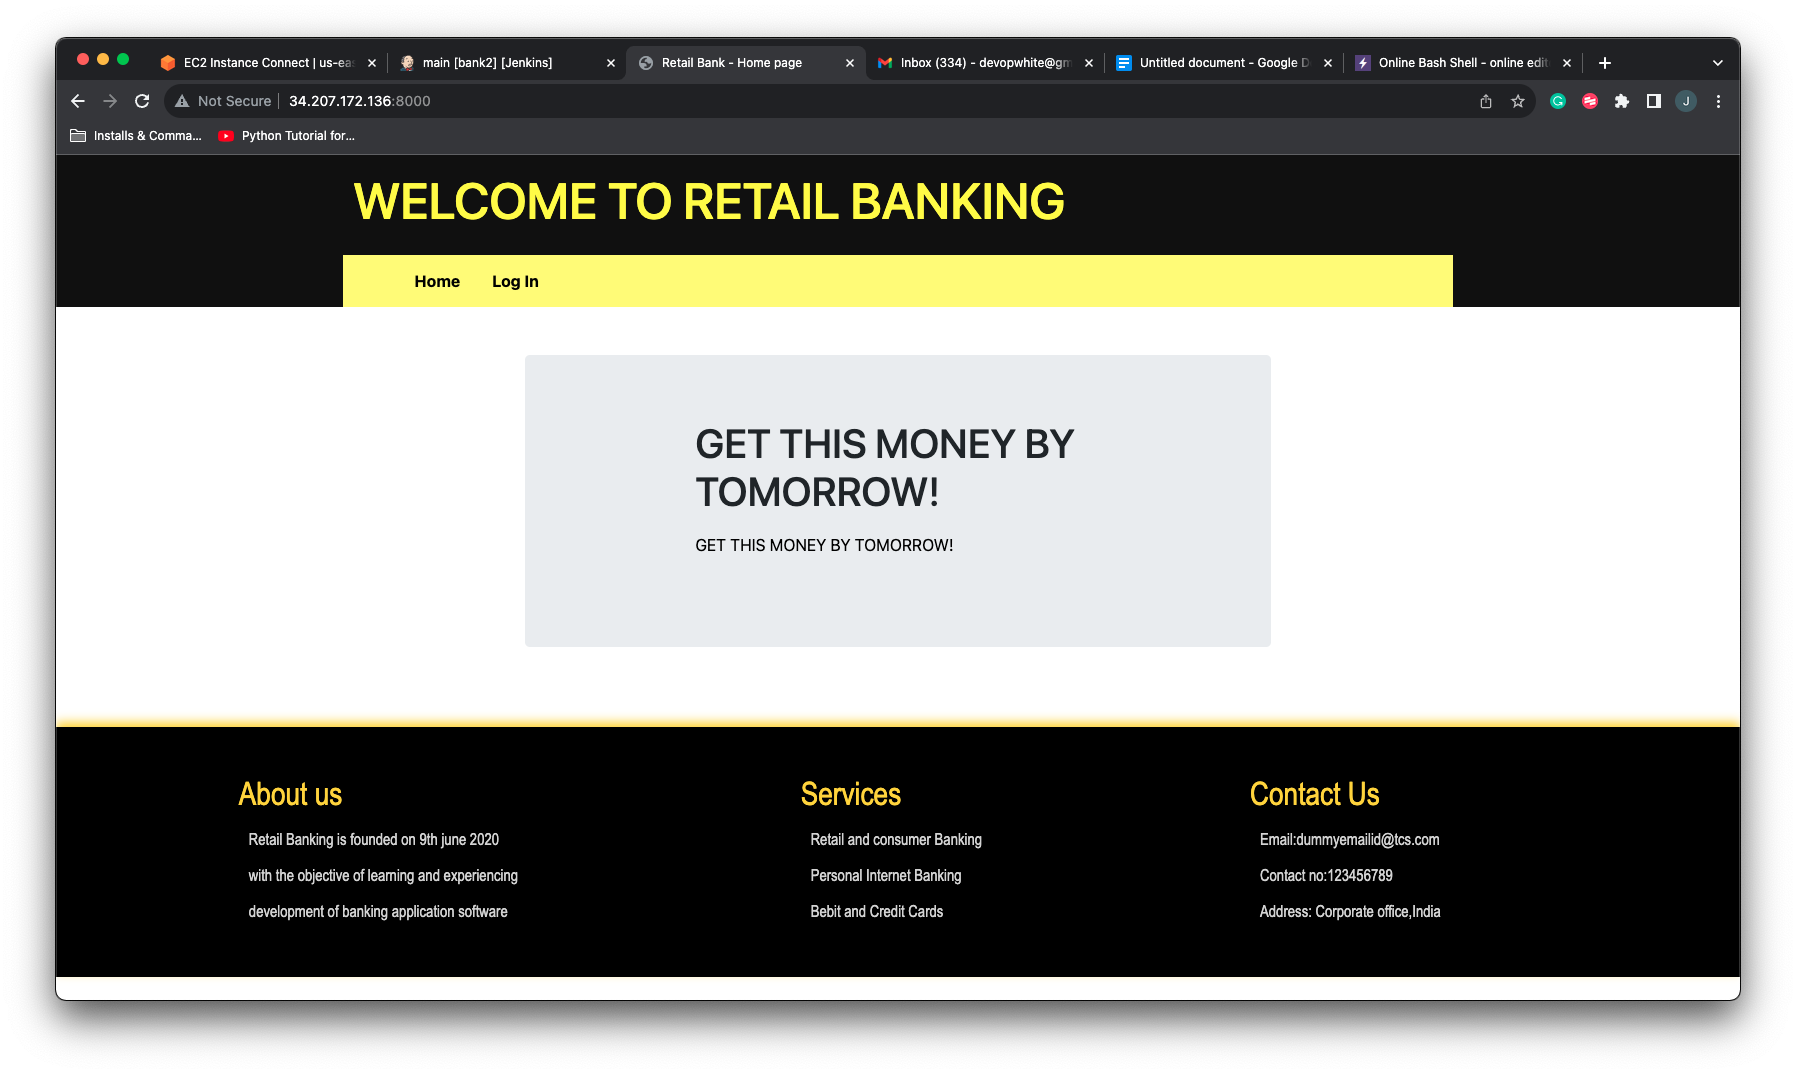 EC2 Instance Connect | us-eas
main [bank2] [Jenkins]
Retail Bank - Home page
Inbox (334) - devopwhite@gm
Untitled document - Google D
Online Bash Shell - online edit
Not Secure
34.207.172.136:8000
J
Installs & Comma...
Python Tutorial for...
WELCOME TO RETAIL BANKING
Home
Log In
GET THIS MONEY BY
TOMORROW!
GET THIS MONEY BY TOMORROW!
About us
Retail Banking is founded on 9th june 2020
with the objective of learning and experiencing
development of banking application software
Services
Retail and consumer Banking
Personal Internet Banking
Bebit and Credit Cards
Contact Us
Email:dummyemailid@tcs.com
Contact no:123456789
Address: Corporate office,India